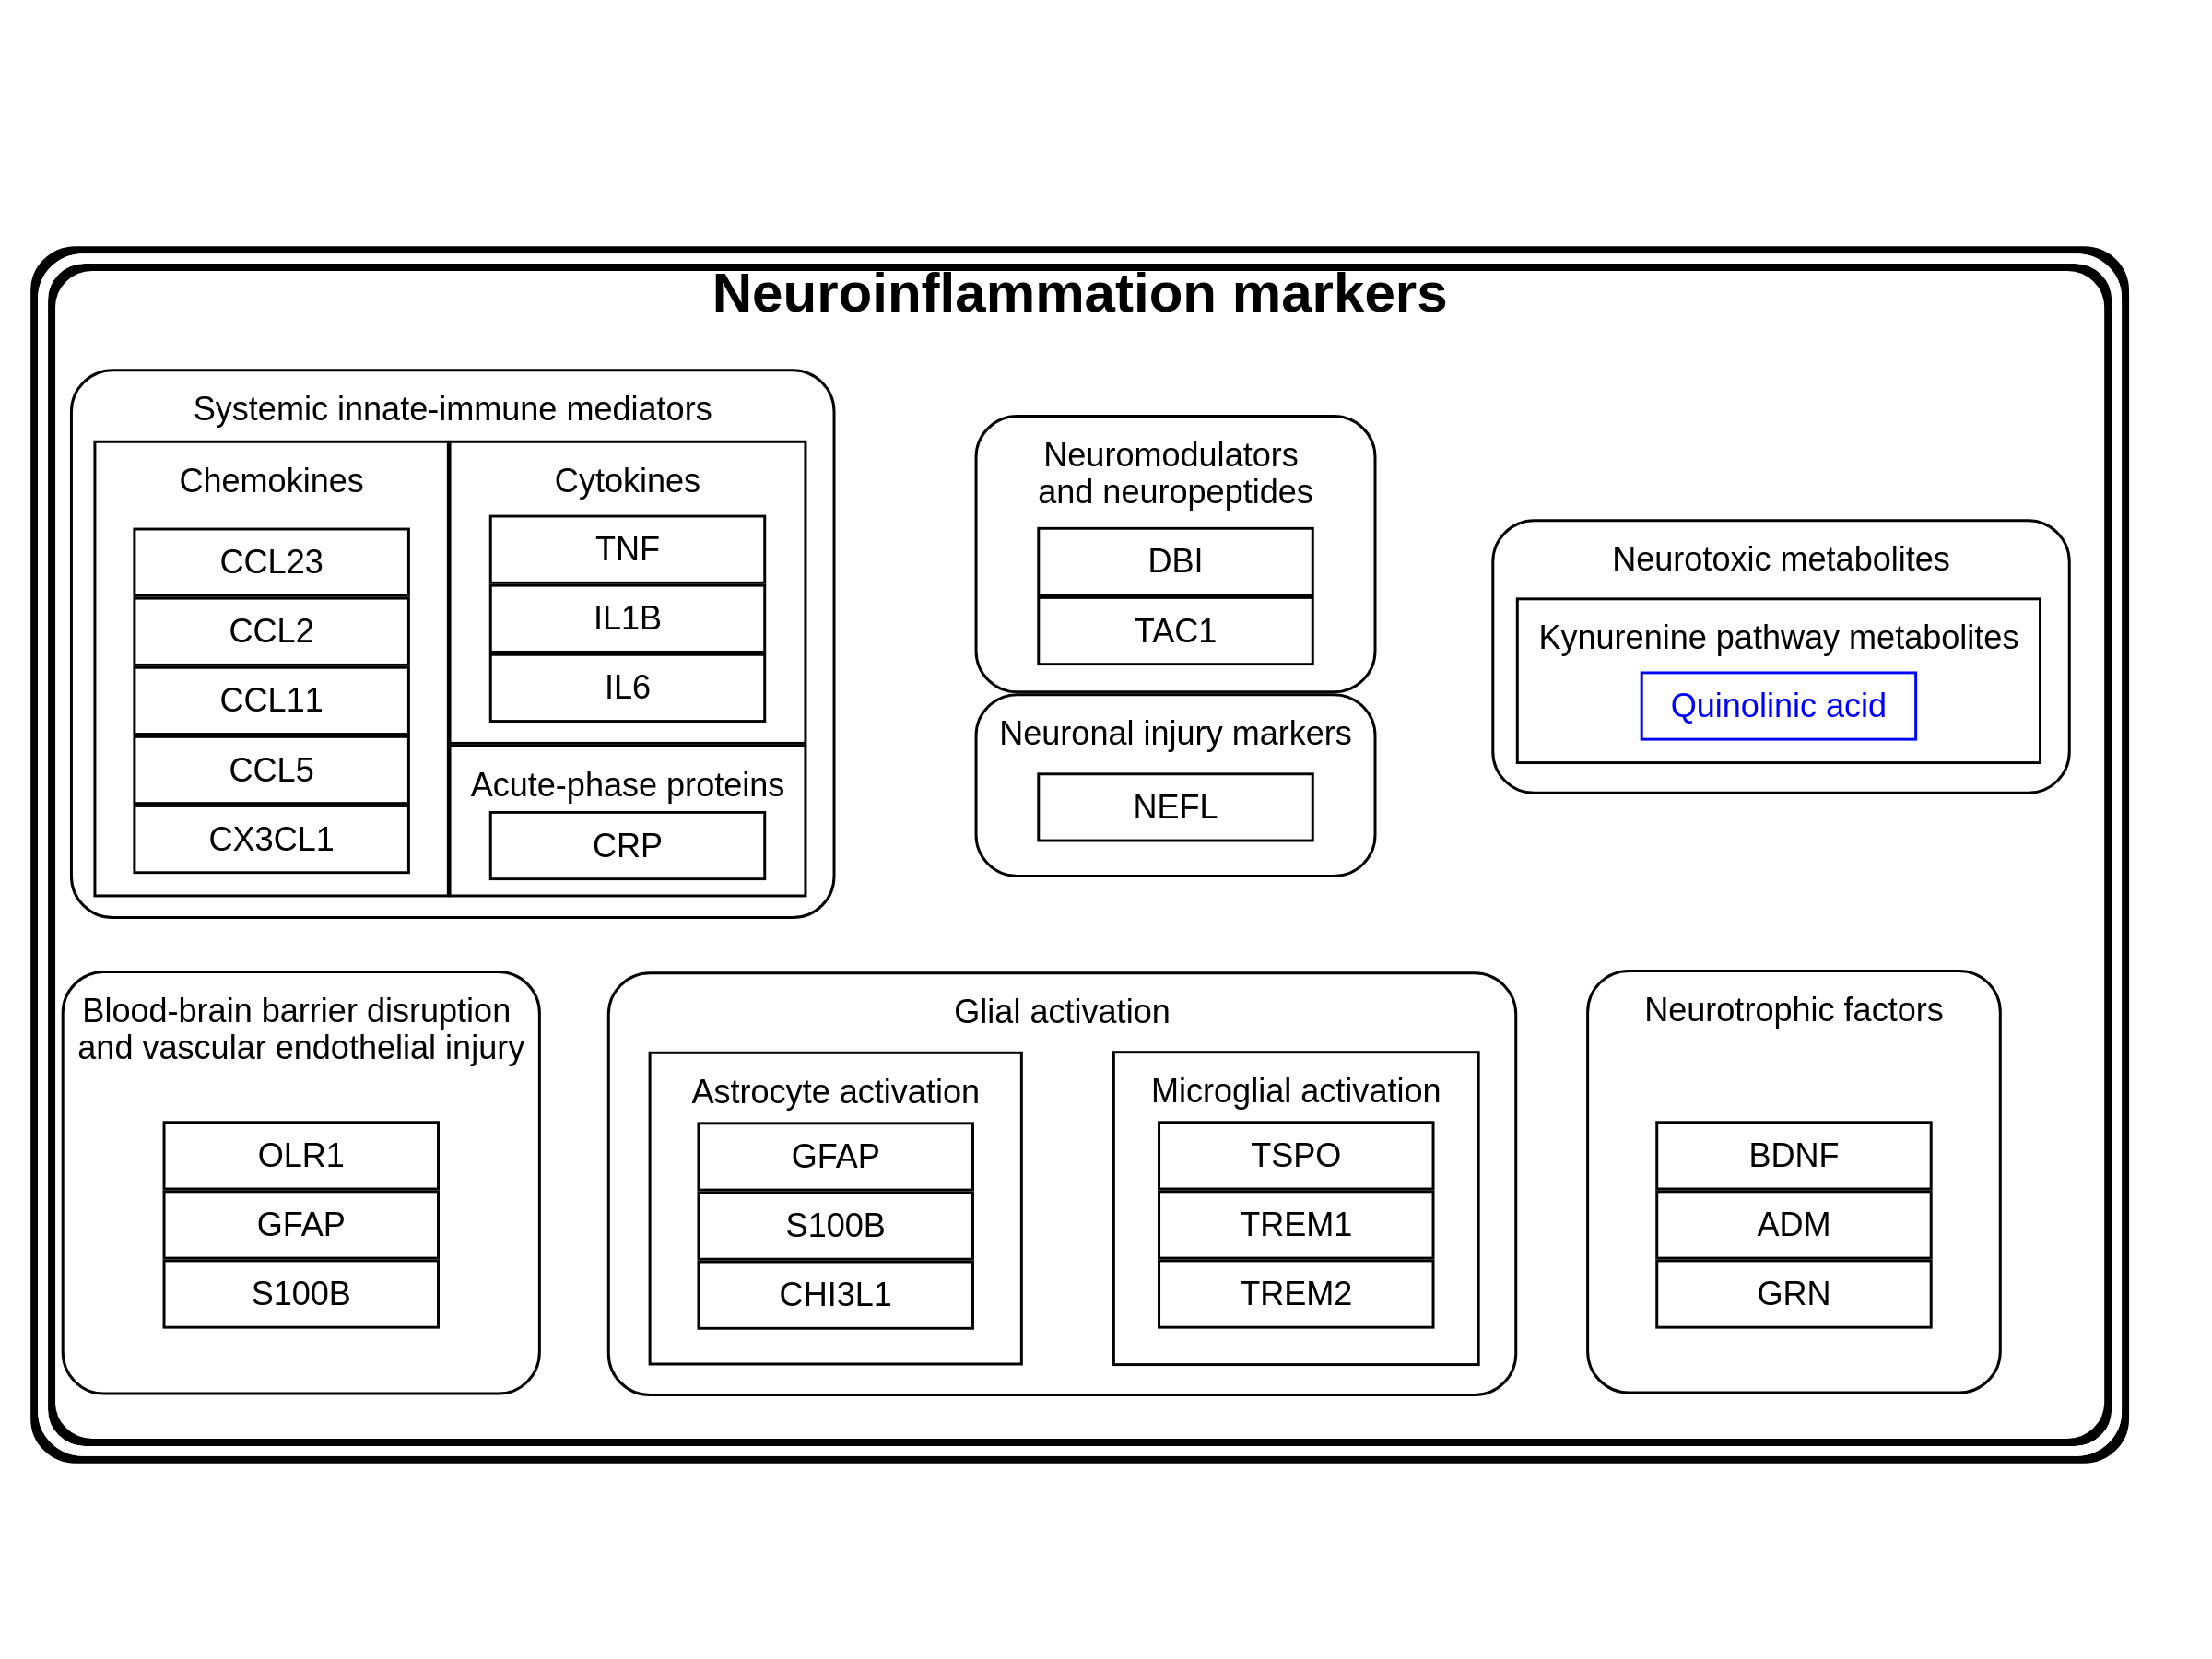 Neuroinflammation markers
Systemic innate-immune mediators
Chemokines
CCL23
CCL2
CCL11
CCL5
CX3CL1
Cytokines
TNF
IL1B
IL6
Acute-phase proteins
CRP
Neuromodulators
and neuropeptides
DBI
TAC1
Neuronal injury markers
NEFL
Neurotoxic metabolites
Kynurenine pathway metabolites
Quinolinic acid
Blood-brain barrier disruption
and vascular endothelial injury
OLR1
GFAP
S100B
Glial activation
Astrocyte activation
GFAP
S100B
CHI3L1
Microglial activation
TSPO
TREM1
TREM2
Neurotrophic factors
BDNF
ADM
GRN